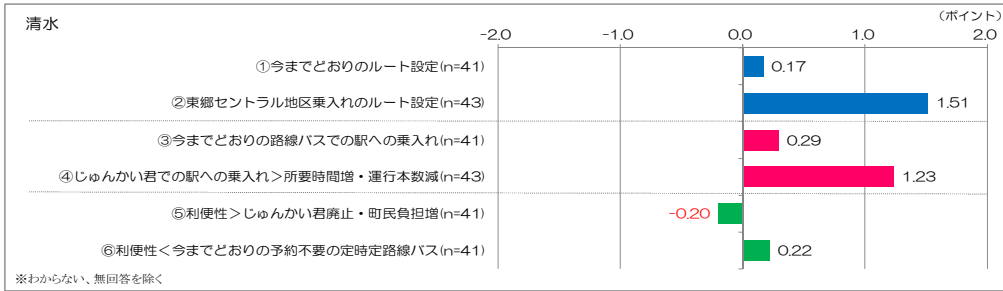 清水
（ポイント）
-2.0 -1.0 0.0 1.0 2.0
①今までどおりのルート設定(n=41) 0.17
②東郷セントラル地区乗入れのルート設定(n=43) 1.51
③今までどおりの路線バスでの駅への乗入れ(n=41) 0.29
④じゅんかい君での駅への乗入れ＞所要時間増・運行本数減(n=43) 1.23
⑤利便性＞じゅんかい君廃止・町民負担増(n=41) -0.20
⑥利便性＜今までどおりの予約不要の定時定路線バス(n=41) 0.22
※わからない、無回答を除く